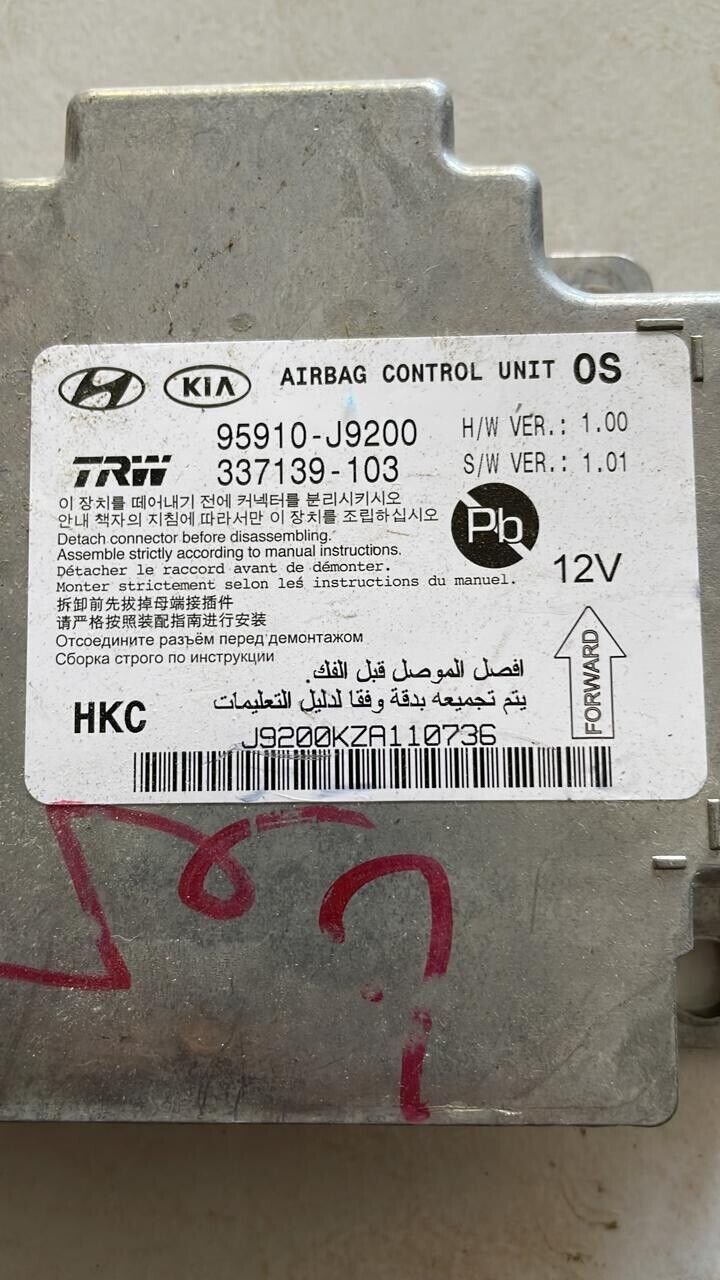 KIA AIRBAG CONTROL UNIT OS
95910-J9200 H/W VER.: 1.00
TRW 337139-103 S/W VER.: 1.01
이 장치를 떼어내기 전에 커넥터를 분리시키시오
안내 책자의 지침에 따라서만 이 장치를 조립하십시오
Pb
Detach connector before disassembling.
Assemble strictly according to manual instructions.
Détacher le raccord avant de démonter.
Monter strictement selon les instructions du manuel.
12V
拆卸前先拔掉母端接插件
请严格按照装配指南进行安装
Отсоедините разъём перед демонтажом
Сборка строго по инструкции
افصل الموصل قبل الفك.
يتم تجميعه بدقة وفقا لدليل التعليمات
FORWARD
HKC
J9200KZA110736